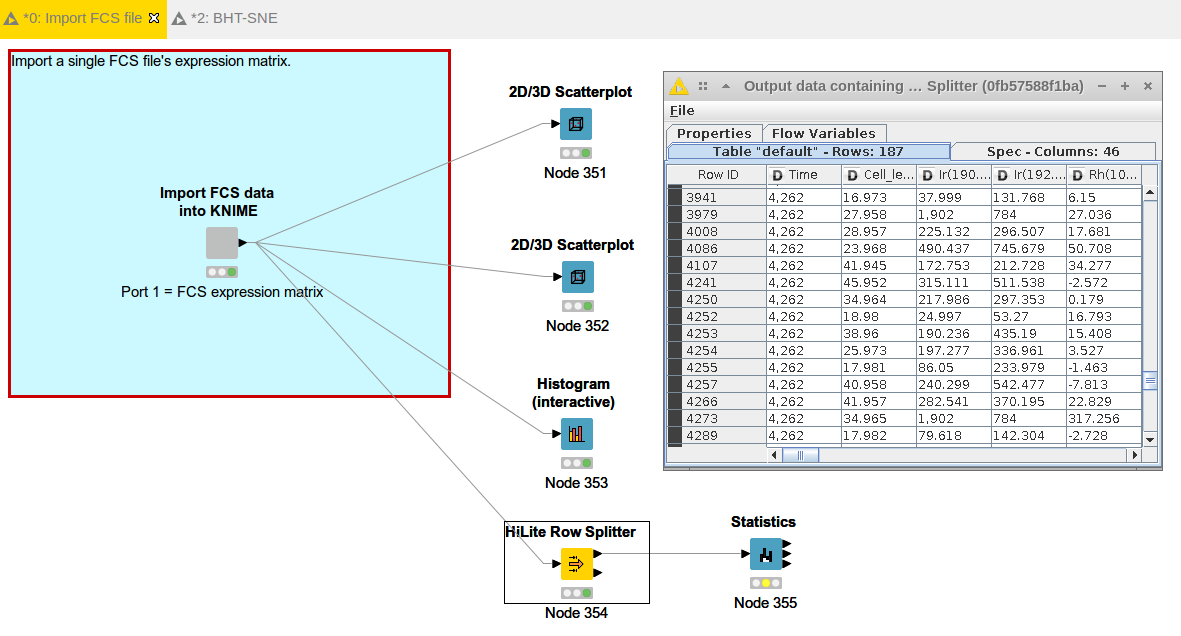 *0: Import FCS file
*2: BHT-SNE
Import a single FCS file's expression matrix.
Import FCS data
into KNIME
Port 1 = FCS expression matrix
2D/3D Scatterplot
Node 351
2D/3D Scatterplot
Node 352
Histogram
(interactive)
Node 353
HiLite Row Splitter
Node 354
Statistics
Node 355
Output data containing ... Splitter (0fb57588f1ba)
File
Properties Flow Variables
Table "default" - Rows: 187 Spec - Columns: 46
Row ID D Time D Cell_le... D Ir(190.... D Ir(192.... D Rh(10...
3941 4,262 16.973 37.999 131.768 6.15
3979 4,262 27.958 1,902 784 27.036
4008 4,262 28.957 225.132 296.507 17.681
4086 4,262 23.968 490.437 745.679 50.708
4107 4,262 41.945 172.753 212.728 34.277
4241 4,262 45.952 315.111 511.538 -2.572
4250 4,262 34.964 217.986 297.353 0.179
4252 4,262 18.98 24.997 53.27 16.793
4253 4,262 38.96 190.236 435.19 15.408
4254 4,262 25.973 197.277 336.961 3.527
4255 4,262 17.981 86.05 233.979 -1.463
4257 4,262 40.958 240.299 542.477 -7.813
4266 4,262 41.957 282.541 370.195 22.829
4273 4,262 34.965 1,902 784 317.256
4289 4,262 17.982 79.618 142.304 -2.728